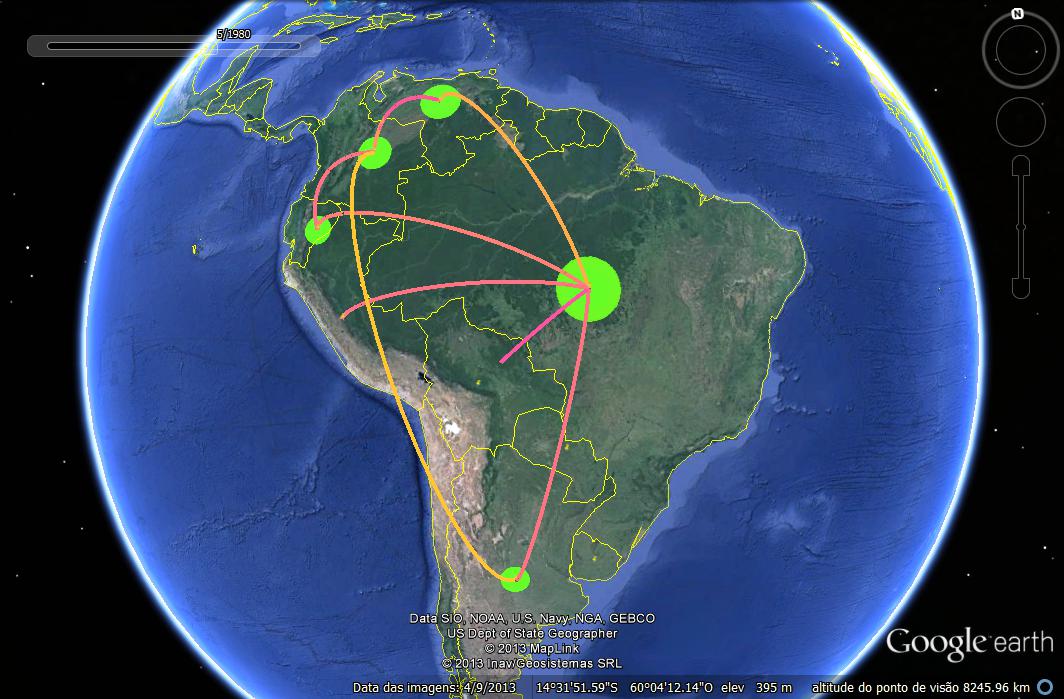 5/1980
N
Data SIO, NOAA, U.S. Navy, NGA, GEBCO
US Dept of State Geographer
© 2013 MapLink
© 2013 Inav/Geosistemas SRL
Google earth
Data das imagens: 4/9/2013 14°31'51.59"S 60°04'12.14"O elev 395 m altitude do ponto de visão 8245.96 km